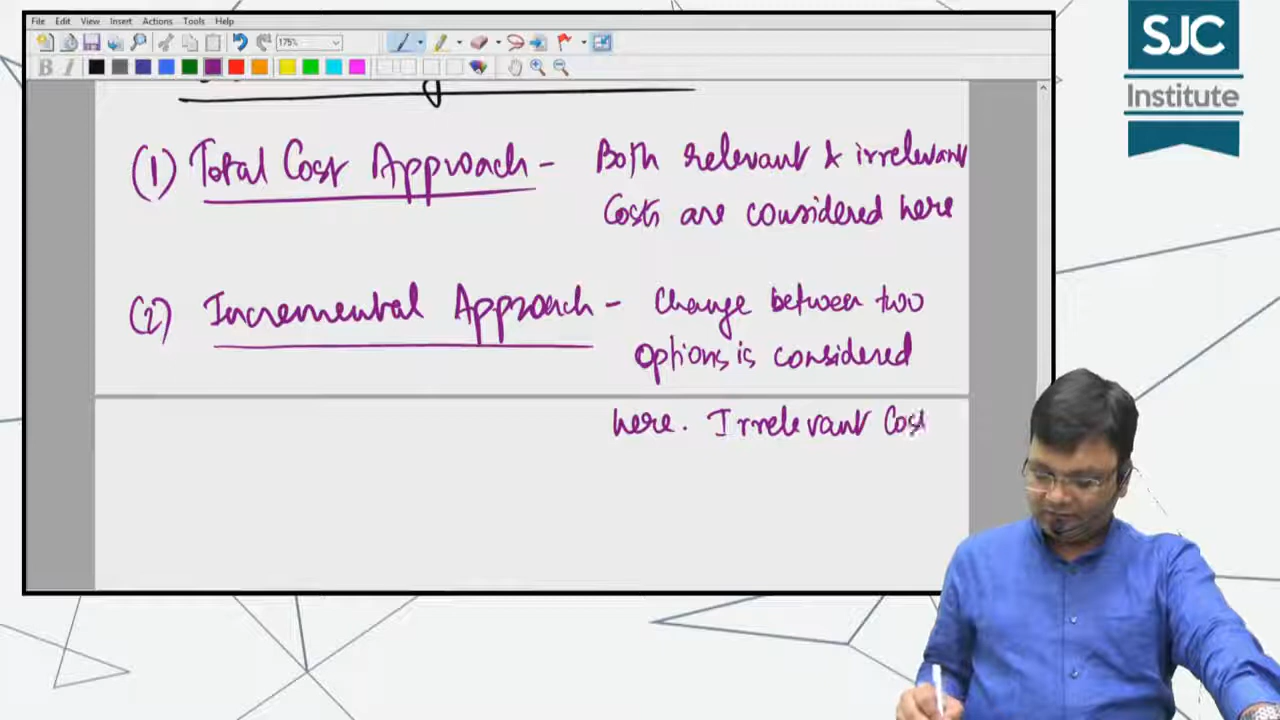 SJC
Institute
File Edit View Insert Actions Tools Help
175%
(1) Total Cost Approach - Both relevant & irrelevant
Costs are considered here
(2) Incremental Approach - Change between two
options is considered
here. Irrelevant Cos